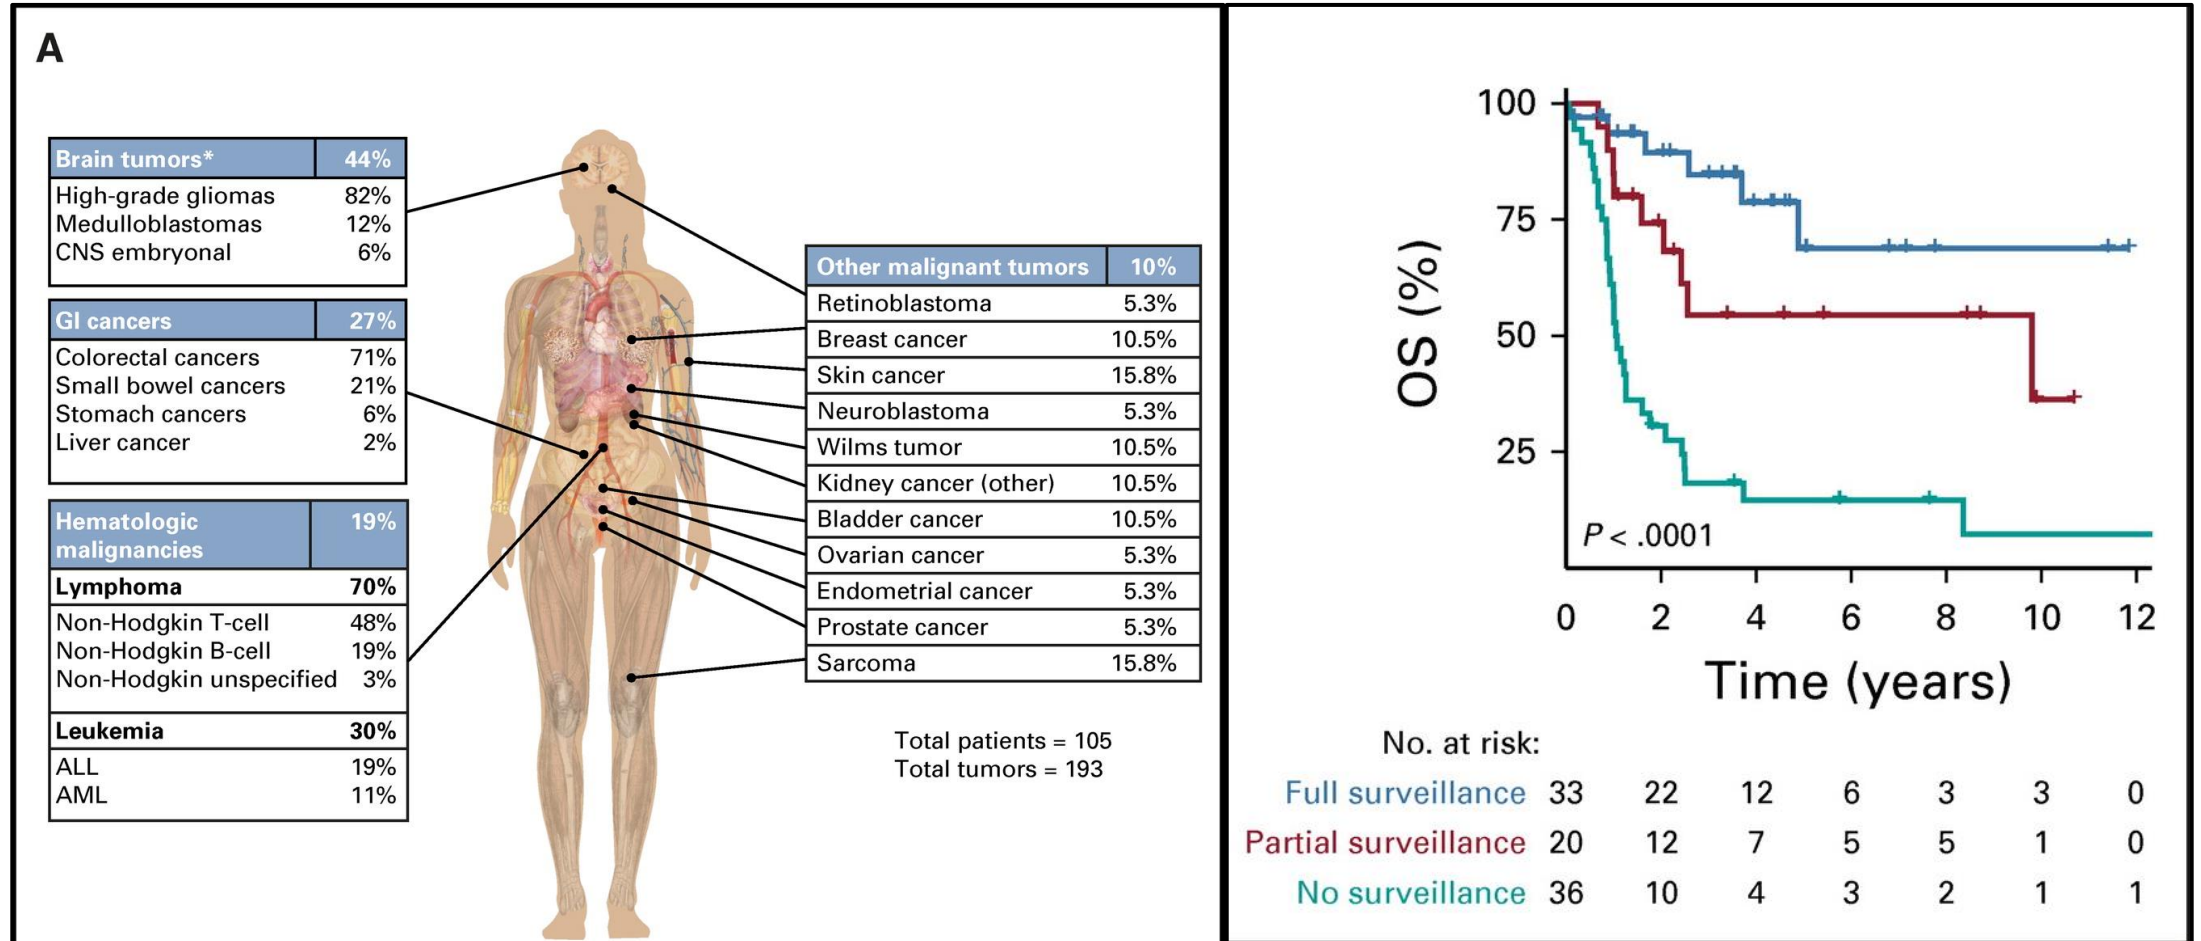 A
Brain tumors* 44%
High-grade gliomas 82%
Medulloblastomas 12%
CNS embryonal 6%
GI cancers 27%
Colorectal cancers 71%
Small bowel cancers 21%
Stomach cancers 6%
Liver cancer 2%
Hematologic 19%
malignancies
Lymphoma 70%
Non-Hodgkin T-cell 48%
Non-Hodgkin B-cell 19%
Non-Hodgkin unspecified 3%
Leukemia 30%
ALL 19%
AML 11%
Other malignant tumors 10%
Retinoblastoma 5.3%
Breast cancer 10.5%
Skin cancer 15.8%
Neuroblastoma 5.3%
Wilms tumor 10.5%
Kidney cancer (other) 10.5%
Bladder cancer 10.5%
Ovarian cancer 5.3%
Endometrial cancer 5.3%
Prostate cancer 5.3%
Sarcoma 15.8%
Total patients = 105
Total tumors = 193
100
75
50
25
OS (%)
P < .0001
0 2 4 6 8 10 12
Time (years)
No. at risk:
Full surveillance 33 22 12 6 3 3 0
Partial surveillance 20 12 7 5 5 1 0
No surveillance 36 10 4 3 2 1 1